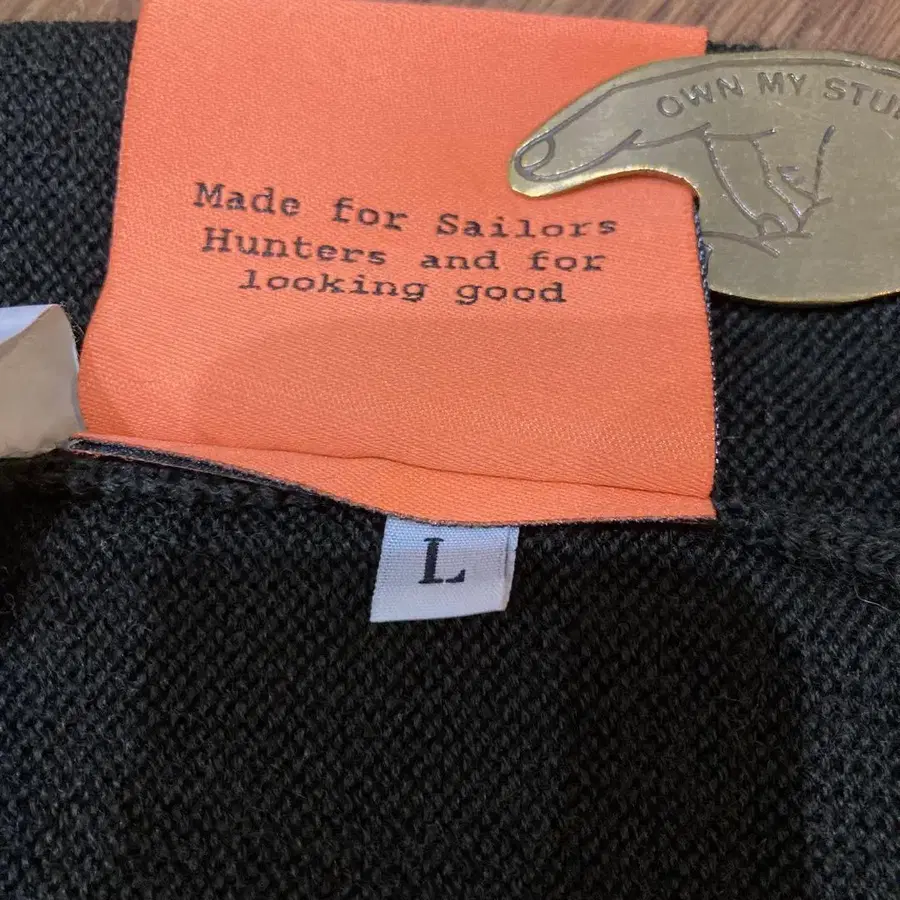 OWN MY STU
Made for Sailors
Hunters and for
looking good
L